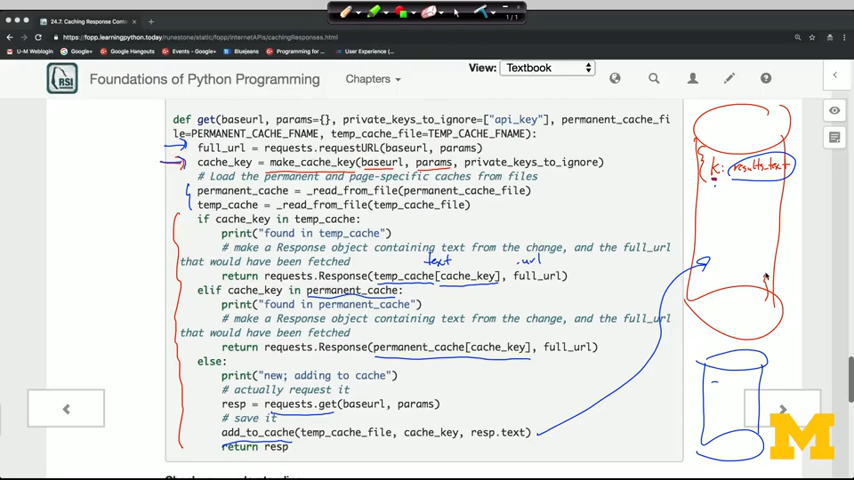 1/1
24.7. Caching Response Cont
https://fopp.learningpython.today/runestone/static/fopp/InternetAPIs/cachingResponses.html
U-M Weblogin
Google+
Google Hangouts
Events - Google+
Bluejeans
Programming for ...
User Experience (...
RSI
Foundations of Python Programming
Chapters
View:
Textbook
def get(baseurl, params={}, private_keys_to_ignore=["api_key"], permanent_cache_fi
le=PERMANENT_CACHE_FNAME, temp_cache_file=TEMP_CACHE_FNAME):
full_url = requests.requestURL(baseurl, params)
cache_key = make_cache_key(baseurl, params, private_keys_to_ignore)
# Load the permanent and page-specific caches from files
permanent_cache = _read_from_file(permanent_cache_file)
temp_cache = _read_from_file(temp_cache_file)
if cache_key in temp_cache:
print("found in temp_cache")
# make a Response object containing text from the change, and the full_url
that would have been fetched
text .url
return requests.Response(temp_cache[cache_key], full_url)
elif cache_key in permanent_cache:
print("found in permanent_cache")
# make a Response object containing text from the change, and the full_url
that would have been fetched
return requests.Response(permanent_cache[cache_key], full_url)
else:
print("new; adding to cache")
# actually request it
resp = requests.get(baseurl, params)
# save it
add_to_cache(temp_cache_file, cache_key, resp.text)
return resp
K: results_text
M